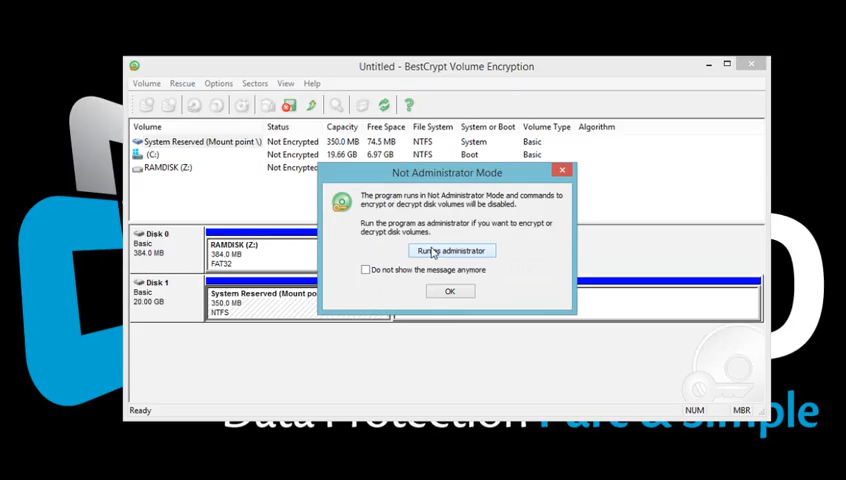 Untitled - BestCrypt Volume Encryption
Volume Rescue Options Sectors View Help
Volume Status Capacity Free Space File System System or Boot Volume Type Algorithm
System Reserved (Mount point \) Not Encrypted 350.0 MB 74.5 MB NTFS System Basic
(C:) Not Encrypted 19.66 GB 6.97 GB NTFS Boot Basic
RAMDISK (Z:) Not Encrypted
Not Administrator Mode
The program runs in Not Administrator Mode and commands to
encrypt or decrypt disk volumes will be disabled.
Run the program as administrator if you want to encrypt or
decrypt disk volumes.
Run as administrator
Do not show the message anymore
OK
Disk 0
Basic
384.0 MB
RAMDISK (Z:)
384.0 MB
FAT32
Disk 1
Basic
20.00 GB
System Reserved (Mount po
350.0 MB
NTFS
Ready NUM MBR
Data Protection Pure & Simple